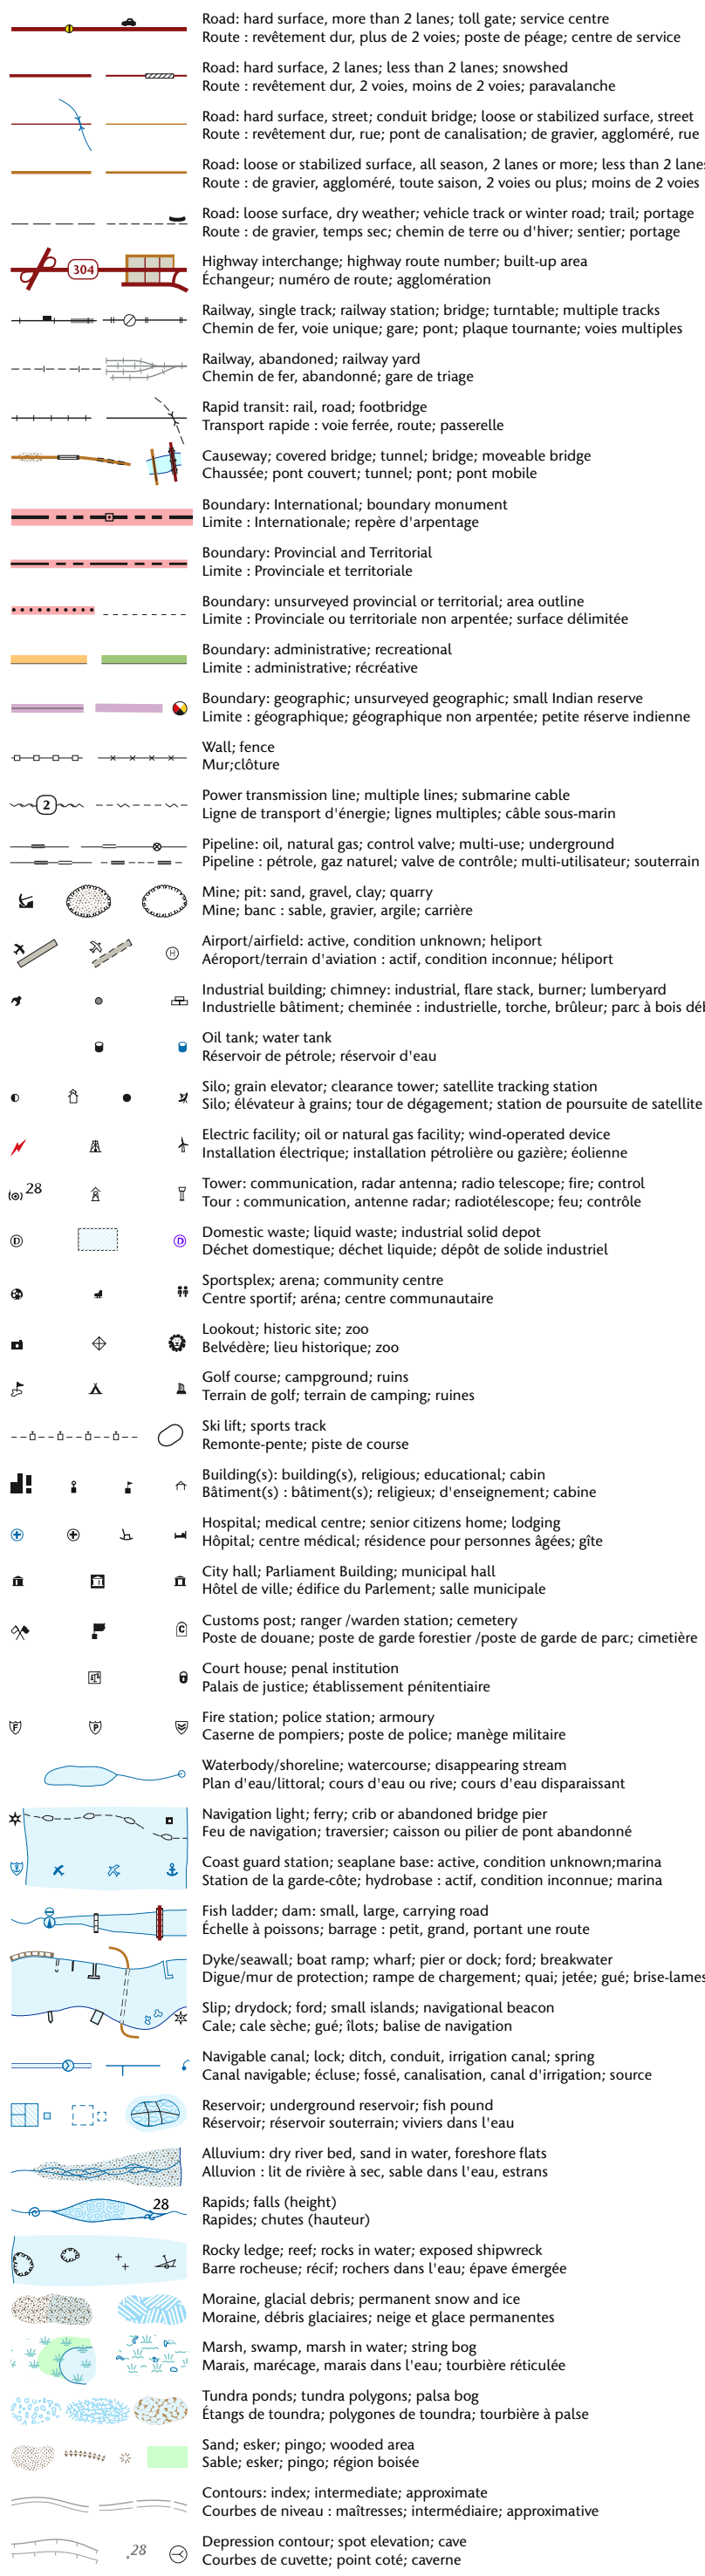 Road: hard surface, more than 2 lanes; toll gate; service centre
Route : revêtement dur, plus de 2 voies; poste de péage; centre de service
Road: hard surface, 2 lanes; less than 2 lanes; snowshed
Route : revêtement dur, 2 voies, moins de 2 voies; paravalanche
Road: hard surface, street; conduit bridge; loose or stabilized surface, street
Route : revêtement dur, rue; pont de canalisation; de gravier, aggloméré, rue
Road: loose or stabilized surface, all season, 2 lanes or more; less than 2 lanes
Route : de gravier, aggloméré, toute saison, 2 voies ou plus; moins de 2 voies
Road: loose surface, dry weather; vehicle track or winter road; trail; portage
Route : de gravier, temps sec; chemin de terre ou d'hiver; sentier; portage
304
Highway interchange; highway route number; built-up area
Échangeur; numéro de route; agglomération
Railway, single track; railway station; bridge; turntable; multiple tracks
Chemin de fer, voie unique; gare; pont; plaque tournante; voies multiples
Railway, abandoned; railway yard
Chemin de fer, abandonné; gare de triage
Rapid transit: rail, road; footbridge
Transport rapide : voie ferrée, route; passerelle
Causeway; covered bridge; tunnel; bridge; moveable bridge
Chaussée; pont couvert; tunnel; pont; pont mobile
Boundary: International; boundary monument
Limite : Internationale; repère d'arpentage
Boundary: Provincial and Territorial
Limite : Provinciale et territoriale
Boundary: unsurveyed provincial or territorial; area outline
Limite : Provinciale ou territoriale non arpentée; surface délimitée
Boundary: administrative; recreational
Limite : administrative; récréative
Boundary: geographic; unsurveyed geographic; small Indian reserve
Limite : géographique; géographique non arpentée; petite réserve indienne
Wall; fence
Mur;clôture
2
Power transmission line; multiple lines; submarine cable
Ligne de transport d'énergie; lignes multiples; câble sous-marin
Pipeline: oil, natural gas; control valve; multi-use; underground
Pipeline : pétrole, gaz naturel; valve de contrôle; multi-utilisateur; souterrain
Mine; pit: sand, gravel, clay; quarry
Mine; banc : sable, gravier, argile; carrière
H
Airport/airfield: active, condition unknown; heliport
Aéroport/terrain d'aviation : actif, condition inconnue; héliport
Industrial building; chimney: industrial, flare stack, burner; lumberyard
Industrielle bâtiment; cheminée : industrielle, torche, brûleur; parc à bois déb
Oil tank; water tank
Réservoir de pétrole; réservoir d'eau
Silo; grain elevator; clearance tower; satellite tracking station
Silo; élévateur à grains; tour de dégagement; station de poursuite de satellite
Electric facility; oil or natural gas facility; wind-operated device
Installation électrique; installation pétrolière ou gazière; éolienne
28
Tower: communication, radar antenna; radio telescope; fire; control
Tour : communication, antenne radar; radiotélescope; feu; contrôle
D D
Domestic waste; liquid waste; industrial solid depot
Déchet domestique; déchet liquide; dépôt de solide industriel
Sportsplex; arena; community centre
Centre sportif; aréna; centre communautaire
Lookout; historic site; zoo
Belvédère; lieu historique; zoo
Golf course; campground; ruins
Terrain de golf; terrain de camping; ruines
Ski lift; sports track
Remonte-pente; piste de course
Building(s): building(s), religious; educational; cabin
Bâtiment(s) : bâtiment(s); religieux; d'enseignement; cabine
Hospital; medical centre; senior citizens home; lodging
Hôpital; centre médical; résidence pour personnes âgées; gîte
City hall; Parliament Building; municipal hall
Hôtel de ville; édifice du Parlement; salle municipale
C
Customs post; ranger /warden station; cemetery
Poste de douane; poste de garde forestier /poste de garde de parc; cimetière
Court house; penal institution
Palais de justice; établissement pénitentiaire
F P
Fire station; police station; armoury
Caserne de pompiers; poste de police; manège militaire
Waterbody/shoreline; watercourse; disappearing stream
Plan d'eau/littoral; cours d'eau ou rive; cours d'eau disparaissant
Navigation light; ferry; crib or abandoned bridge pier
Feu de navigation; traversier; caisson ou pilier de pont abandonné
Coast guard station; seaplane base: active, condition unknown;marina
Station de la garde-côte; hydrobase : actif, condition inconnue; marina
Fish ladder; dam: small, large, carrying road
Échelle à poissons; barrage : petit, grand, portant une route
Dyke/seawall; boat ramp; wharf; pier or dock; ford; breakwater
Digue/mur de protection; rampe de chargement; quai; jetée; gué; brise-lames
Slip; drydock; ford; small islands; navigational beacon
Cale; cale sèche; gué; îlots; balise de navigation
Navigable canal; lock; ditch, conduit, irrigation canal; spring
Canal navigable; écluse; fossé, canalisation, canal d'irrigation; source
Reservoir; underground reservoir; fish pound
Réservoir; réservoir souterrain; viviers dans l'eau
Alluvium: dry river bed, sand in water, foreshore flats
Alluvion : lit de rivière à sec, sable dans l'eau, estrans
28
Rapids; falls (height)
Rapides; chutes (hauteur)
Rocky ledge; reef; rocks in water; exposed shipwreck
Barre rocheuse; récif; rochers dans l'eau; épave émergée
Moraine, glacial debris; permanent snow and ice
Moraine, débris glaciaires; neige et glace permanentes
Marsh, swamp, marsh in water; string bog
Marais, marécage, marais dans l'eau; tourbière réticulée
Tundra ponds; tundra polygons; palsa bog
Étangs de toundra; polygones de toundra; tourbière à palse
Sand; esker; pingo; wooded area
Sable; esker; pingo; région boisée
Contours: index; intermediate; approximate
Courbes de niveau : maîtresses; intermédiaire; approximative
.28
Depression contour; spot elevation; cave
Courbes de cuvette; point coté; caverne